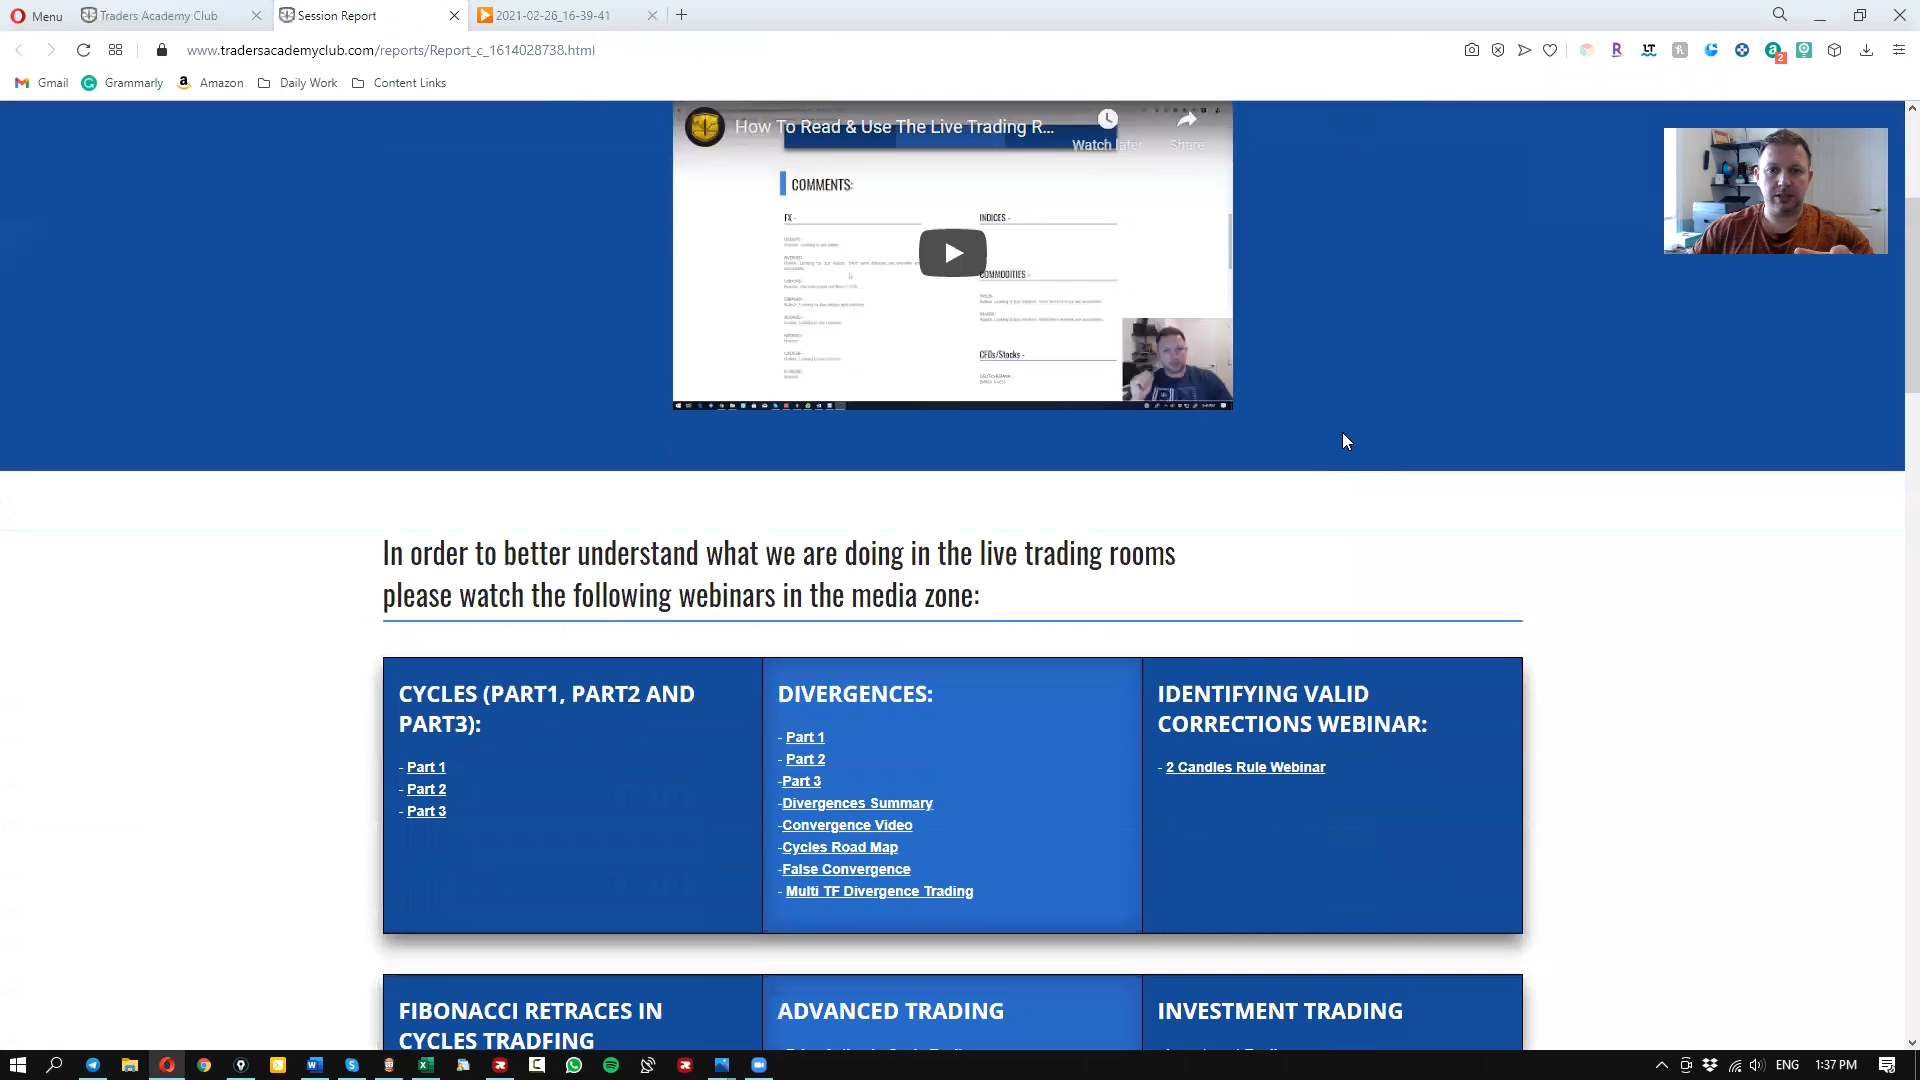 Menu
Traders Academy Club
Session Report
2021-02-26_16-39-41
www.tradersacademyclub.com/reports/Report_c_1614028738.html
2
Gmail
Grammarly
Amazon
Daily Work
Content Links
How To Read & Use The Live Trading R...
Watch later
Share
COMMENTS:
FX -
INDICES -
COMMODITIES -
CFDs/Stocks -
In order to better understand what we are doing in the live trading rooms
please watch the following webinars in the media zone:
CYCLES (PART1, PART2 AND
PART3):
- Part 1
- Part 2
- Part 3
DIVERGENCES:
- Part 1
- Part 2
-Part 3
-Divergences Summary
-Convergence Video
-Cycles Road Map
-False Convergence
- Multi TF Divergence Trading
IDENTIFYING VALID
CORRECTIONS WEBINAR:
- 2 Candles Rule Webinar
FIBONACCI RETRACES IN
CYCLES TRADFING
ADVANCED TRADING
INVESTMENT TRADING
ENG
1:37 PM